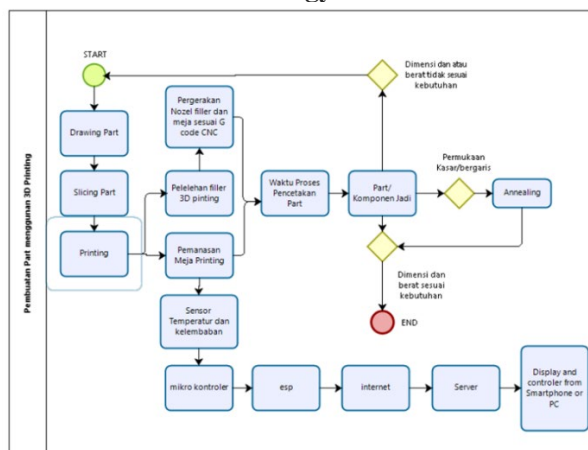 Pembuatan Part menggunan 3D Printing
START
Drawing Part
Slicing Part
Printing
Pergerakan
Nozel filler dan
meja sesuai G
code CNC
Pelelehan filler
3D pinting
Pemanasan
Meja Printing
Sensor
Temperatur dan
kelembaban
mikro kontroler
esp
internet
Server
Display and
controler from
Smartphone or
PC
Waktu Proses
Pencetakan
Part
Part/
Komponen Jadi
Dimensi dan atau
berat tidak sesuai
kebutuhan
Permukaan
Kasar/bergaris
Annealing
Dimensi dan
berat sesuai
kebutuhan
END